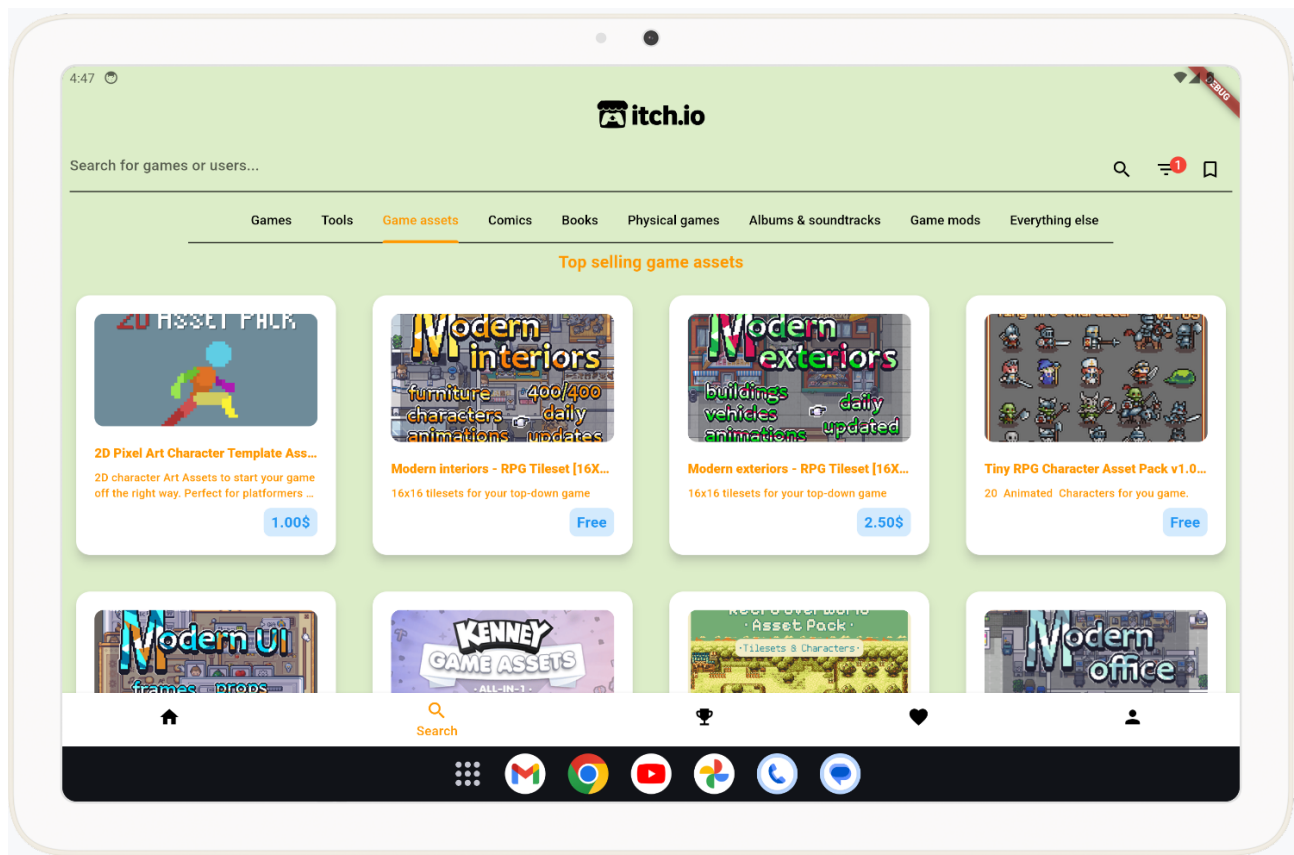 4:47
DEBUG
itch.io
Search for games or users...
1
Games Tools Game assets Comics Books Physical games Albums & soundtracks Game mods Everything else
Top selling game assets
2D ASSET PACK
2D Pixel Art Character Template Ass...
2D character Art Assets to start your game
off the right way. Perfect for platformers ...
1.00$
Modern
interiors
furniture 400/400
characters daily
animations updates
Modern interiors - RPG Tileset [16X...
16x16 tilesets for your top-down game
Free
Modern
exteriors
buildings
vehicles daily
animations updated
Modern exteriors - RPG Tileset [16X...
16x16 tilesets for your top-down game
2.50$
Tiny RPG Character Asset Pack v1.0...
20 Animated Characters for you game.
Free
Modern UI
frames props
KENNEY
GAME ASSETS
· ALL-IN-1 ·
Retro Overworld
· Asset Pack ·
· Tilesets & Characters ·
Modern
office
Search